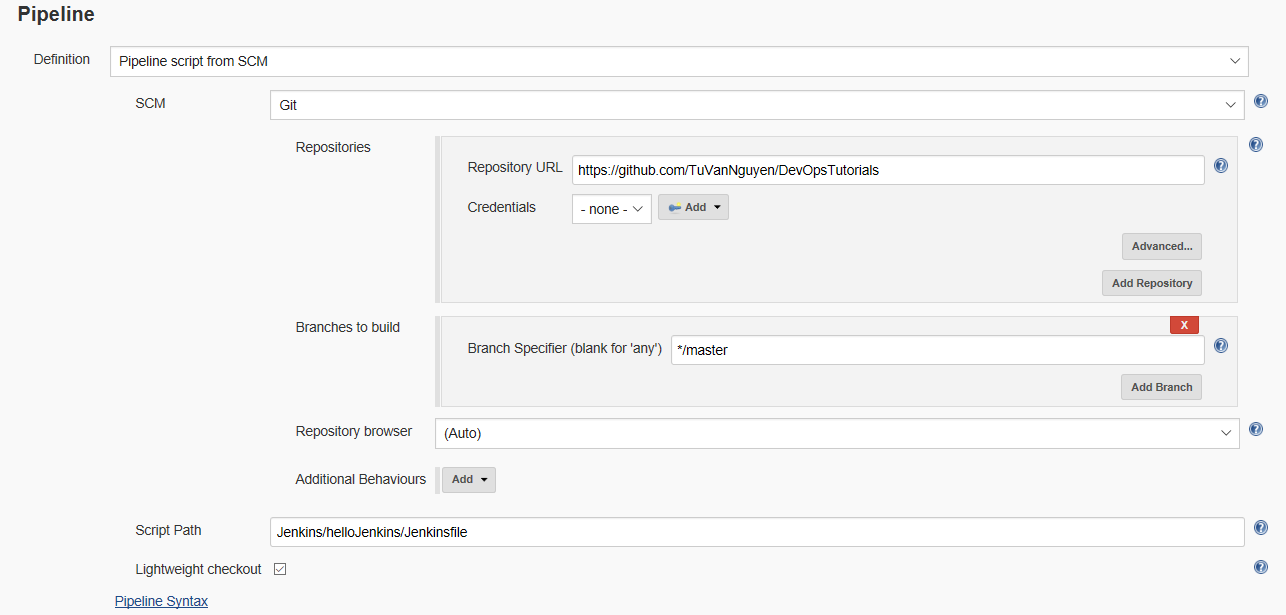 Pipeline
Definition
Pipeline script from SCM
SCM
Git
Repositories
Repository URL
https://github.com/TuVanNguyen/DevOpsTutorials
Credentials
- none -
Add
Advanced...
Add Repository
Branches to build
X
Branch Specifier (blank for 'any')
*/master
Add Branch
Repository browser
(Auto)
Additional Behaviours
Add
Script Path
Jenkins/helloJenkins/Jenkinsfile
Lightweight checkout
Pipeline Syntax